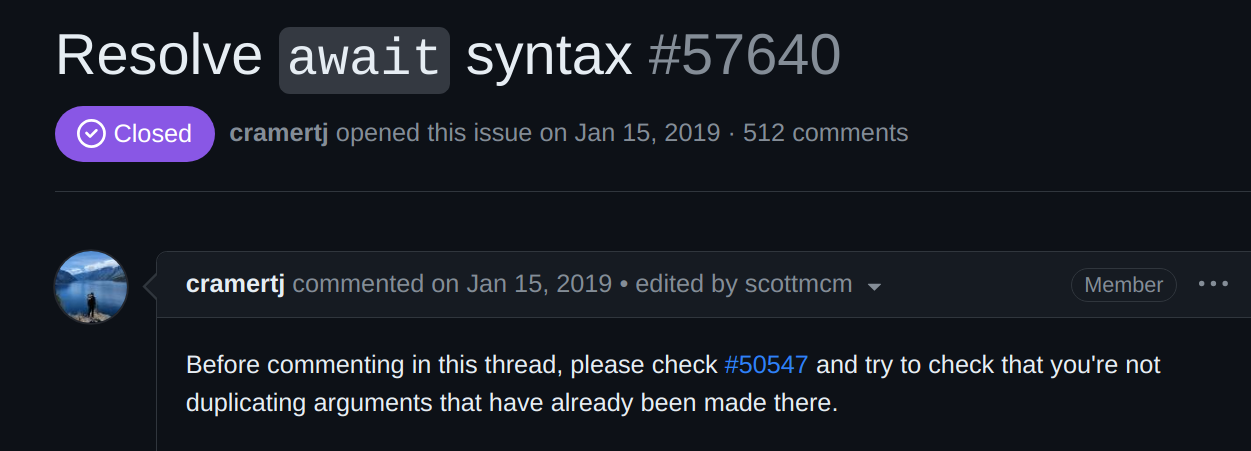 Resolve await syntax #57640
Closed cramertj opened this issue on Jan 15, 2019 · 512 comments
cramertj commented on Jan 15, 2019 • edited by scottmcm Member
Before commenting in this thread, please check #50547 and try to check that you're not
duplicating arguments that have already been made there.